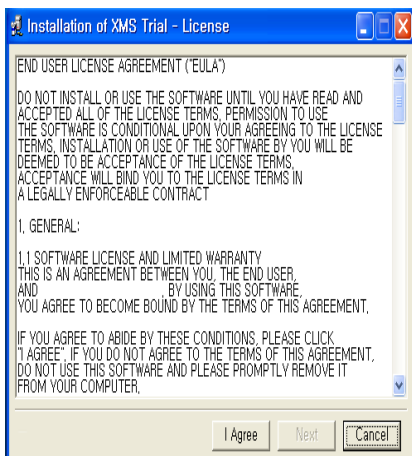 Installation of XMS Trial - License
END USER LICENSE AGREEMENT ("EULA")
DO NOT INSTALL OR USE THE SOFTWARE UNTIL YOU HAVE READ AND
ACCEPTED ALL OF THE LICENSE TERMS, PERMISSION TO USE
THE SOFTWARE IS CONDITIONAL UPON YOUR AGREEING TO THE LICENSE
TERMS, INSTALLATION OR USE OF THE SOFTWARE BY YOU WILL BE
DEEMED TO BE ACCEPTANCE OF THE LICENSE TERMS,
ACCEPTANCE WILL BIND YOU TO THE LICENSE TERMS IN
A LEGALLY ENFORCEABLE CONTRACT
1, GENERAL:
1,1 SOFTWARE LICENSE AND LIMITED WARRANTY
THIS IS AN AGREEMENT BETWEEN YOU, THE END USER,
AND , BY USING THIS SOFTWARE,
YOU AGREE TO BECOME BOUND BY THE TERMS OF THIS AGREEMENT,
IF YOU AGREE TO ABIDE BY THESE CONDITIONS, PLEASE CLICK
"I AGREE", IF YOU DO NOT AGREE TO THE TERMS OF THIS AGREEMENT,
DO NOT USE THIS SOFTWARE AND PLEASE PROMPTLY REMOVE IT
FROM YOUR COMPUTER,
I Agree Next Cancel